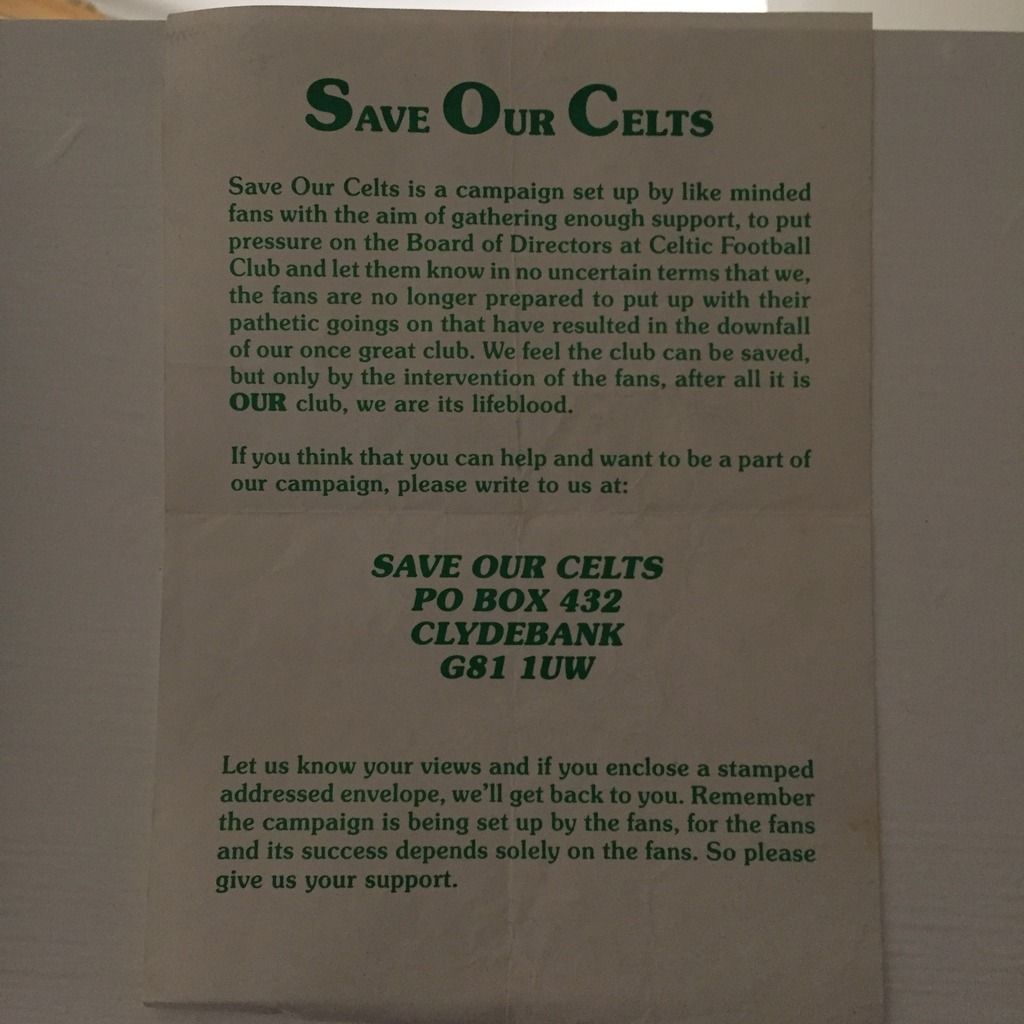 SAVE OUR CELTS
Save Our Celts is a campaign set up by like minded
fans with the aim of gathering enough support, to put
pressure on the Board of Directors at Celtic Football
Club and let them know in no uncertain terms that we,
the fans are no longer prepared to put up with their
pathetic goings on that have resulted in the downfall
of our once great club. We feel the club can be saved,
but only by the intervention of the fans, after all it is
OUR club, we are its lifeblood.
If you think that you can help and want to be a part of
our campaign, please write to us at:
SAVE OUR CELTS
PO BOX 432
CLYDEBANK
G81 1UW
Let us know your views and if you enclose a stamped
addressed envelope, we'll get back to you. Remember
the campaign is being set up by the fans, for the fans
and its success depends solely on the fans. So please
give us your support.